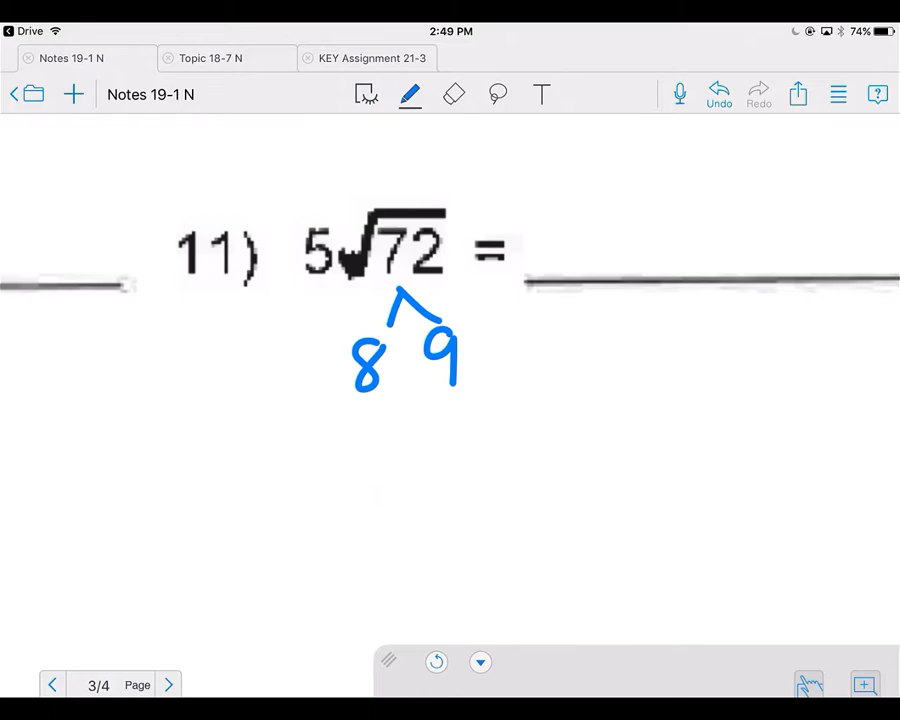 Drive 2:49 PM 74%
Notes 19-1 N Topic 18-7 N KEY Assignment 21-3
Notes 19-1 N T Undo Redo ?
11) 5√72 =
8 9
3/4 Page